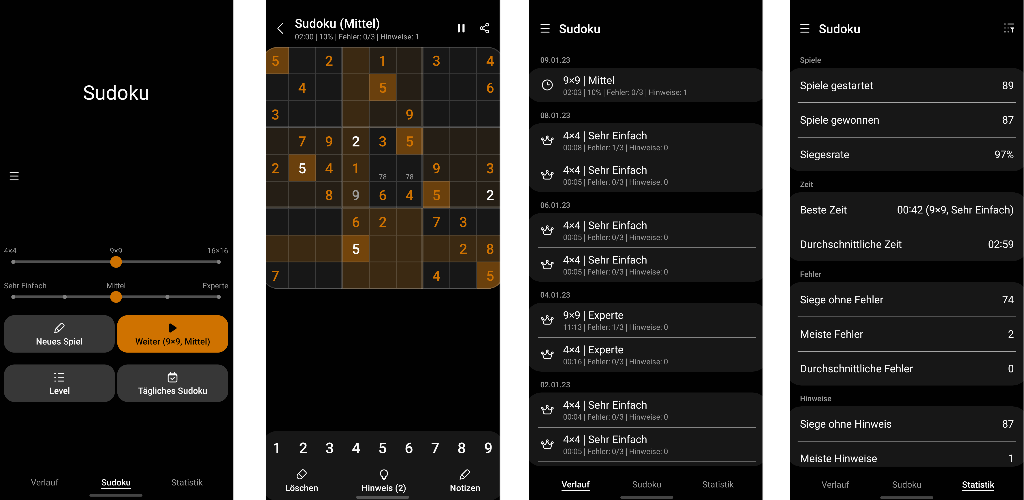 Sudoku
4×4 9×9 16×16
Sehr Einfach Mittel Experte
Neues Spiel
Weiter (9×9, Mittel)
Level
Tägliches Sudoku
Verlauf Sudoku Statistik
Sudoku (Mittel)
02:00 | 10% | Fehler: 0/3 | Hinweise: 1
5 2 1 3 4
4 5 6
3 9
7 9 2 3 5
2 5 4 1 78 78 9 3
8 9 6 4 5 2
6 2 7 3
5 2 8
7 4 5
1 2 3 4 5 6 7 8 9
Löschen Hinweis (2) Notizen
Sudoku
09.01.23
9×9 | Mittel
02:03 | 10% | Fehler: 0/3 | Hinweise: 1
08.01.23
4×4 | Sehr Einfach
00:08 | Fehler: 1/3 | Hinweise: 0
4×4 | Sehr Einfach
00:05 | Fehler: 0/3 | Hinweise: 0
06.01.23
4×4 | Sehr Einfach
00:05 | Fehler: 0/3 | Hinweise: 0
4×4 | Sehr Einfach
00:05 | Fehler: 0/3 | Hinweise: 0
04.01.23
9×9 | Experte
11:13 | Fehler: 1/3 | Hinweise: 0
4×4 | Experte
00:16 | Fehler: 0/3 | Hinweise: 0
02.01.23
4×4 | Sehr Einfach
00:04 | Fehler: 0/3 | Hinweise: 0
4×4 | Sehr Einfach
00:05 | Fehler: 0/3 | Hinweise: 0
Verlauf Sudoku Statistik
Sudoku
Spiele
Spiele gestartet 89
Spiele gewonnen 87
Siegesrate 97%
Zeit
Beste Zeit 00:42 (9×9, Sehr Einfach)
Durchschnittliche Zeit 02:59
Fehler
Siege ohne Fehler 74
Meiste Fehler 2
Durchschnittliche Fehler 0
Hinweise
Siege ohne Hinweis 87
Meiste Hinweise 1
Verlauf Sudoku Statistik